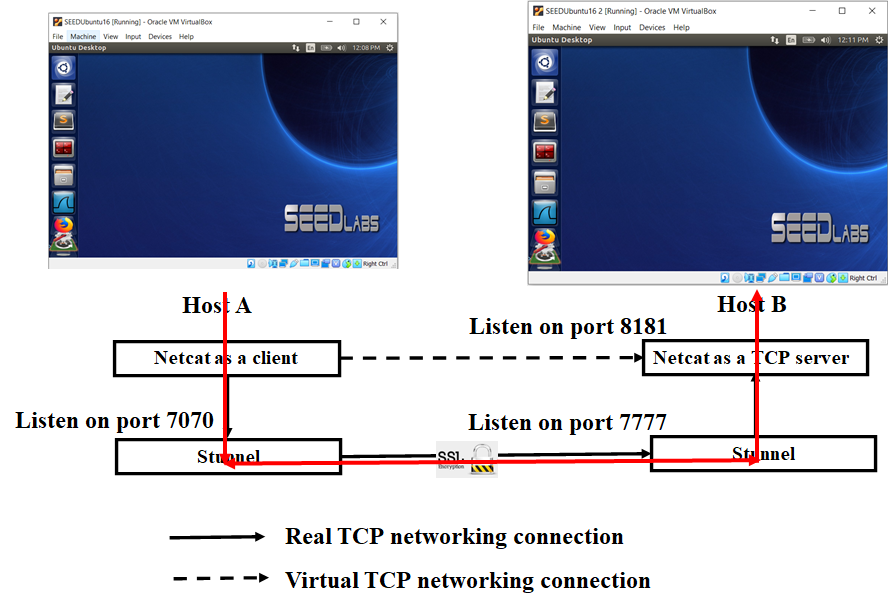 SEEDUbuntu16 [Running] - Oracle VM VirtualBox
File Machine View Input Devices Help
Ubuntu Desktop En 12:08 PM
SEEDLABS
Right Ctrl
SEEDUbuntu16 2 [Running] - Oracle VM VirtualBox
File Machine View Input Devices Help
Ubuntu Desktop En 12:11 PM
SEEDLABS
Right Ctrl
Host A
Host B
Listen on port 8181
Netcat as a client
Netcat as a TCP server
Listen on port 7070
Listen on port 7777
Stunnel
SSL
Encryption
Stunnel
Real TCP networking connection
Virtual TCP networking connection